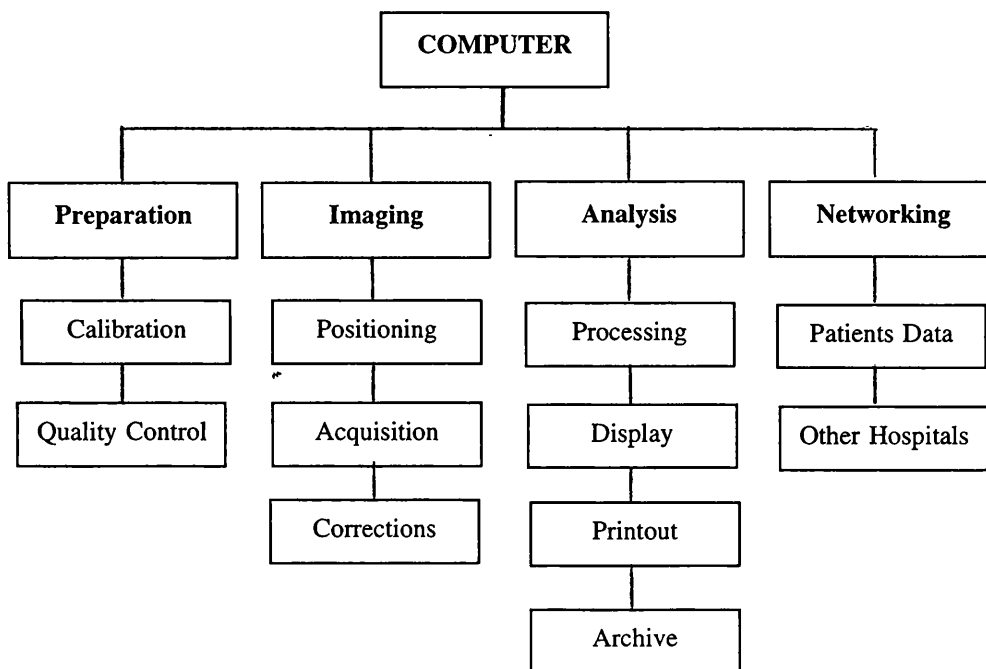 COMPUTER
Preparation
Imaging
Analysis
Networking
Calibration
Positioning
Processing
Patients Data
Quality Control
Acquisition
Display
Other Hospitals
Corrections
Printout
Archive